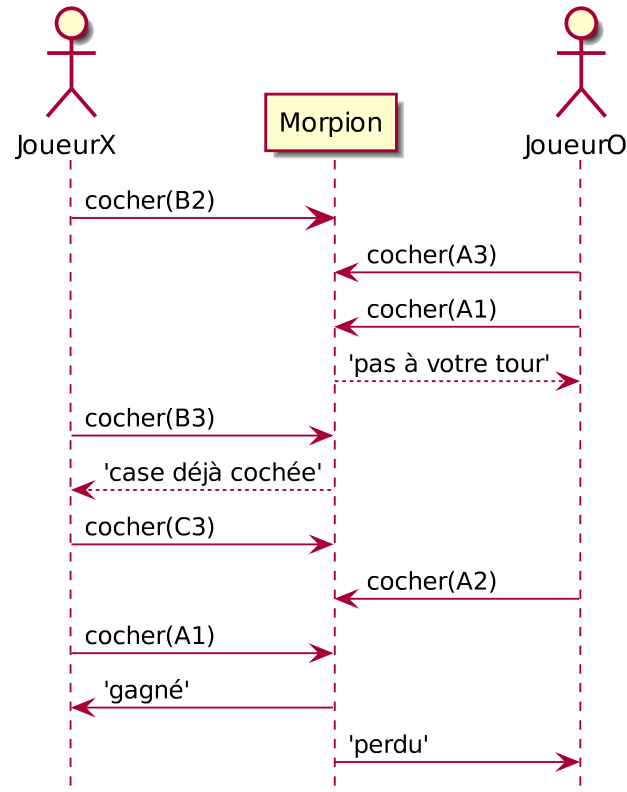 JoueurX
Morpion
JoueurO
cocher(B2)
cocher(A3)
cocher(A1)
'pas à votre tour'
cocher(B3)
'case déjà cochée'
cocher(C3)
cocher(A2)
cocher(A1)
'gagné'
'perdu'